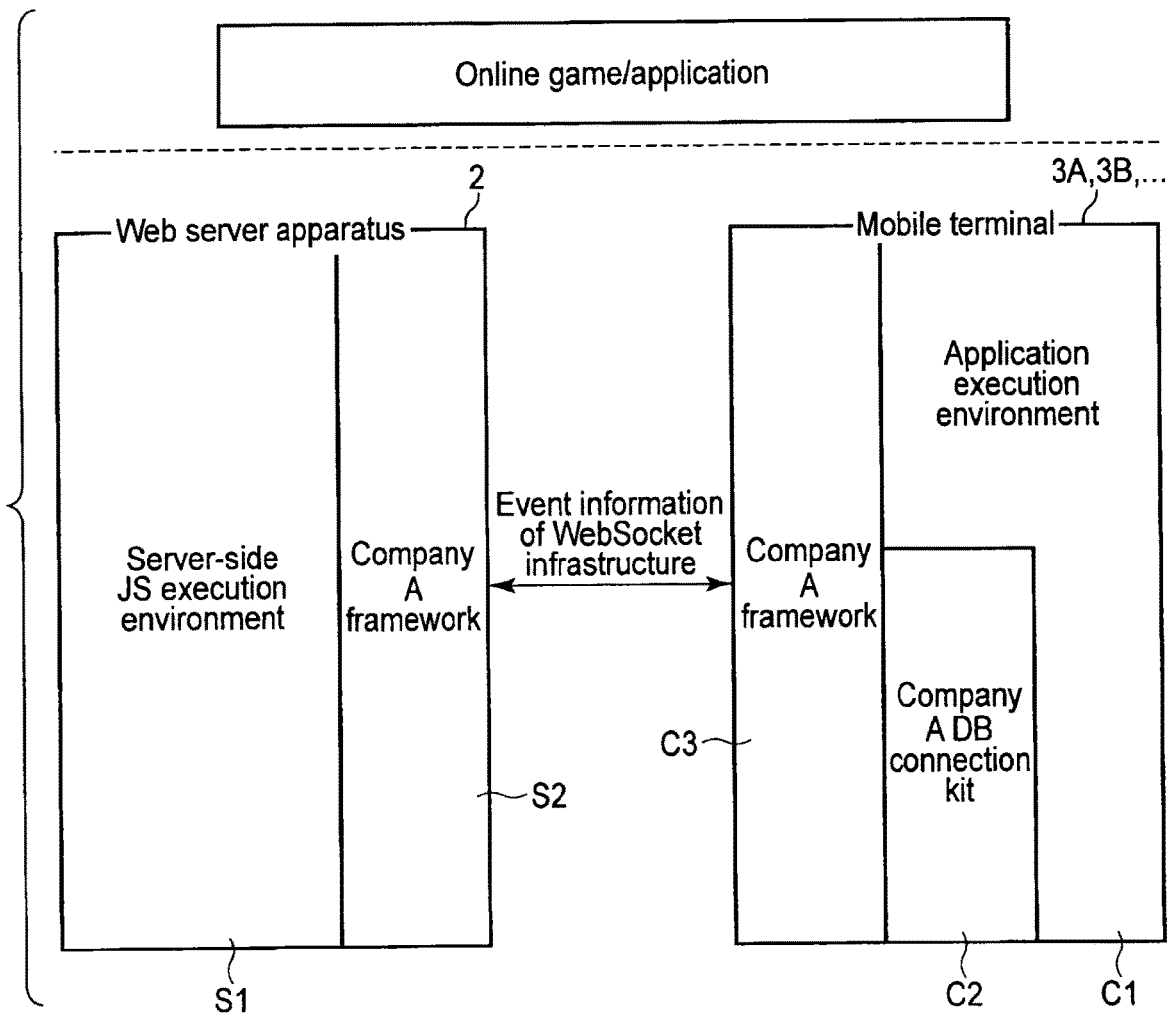 Online game/application
2
3A,3B,...
Web server apparatus
Mobile terminal
Application
execution
environment
Event information
of WebSocket
infrastructure
Server-side
JS execution
environment
Company
A
framework
Company
A
framework
Company
A DB
connection
kit
C3
S2
S1
C2
C1